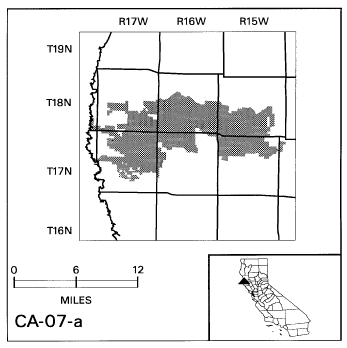 R17W R16W R15W
T19N
T18N
T17N
T16N
0 6 12
MILES
CA-07-a